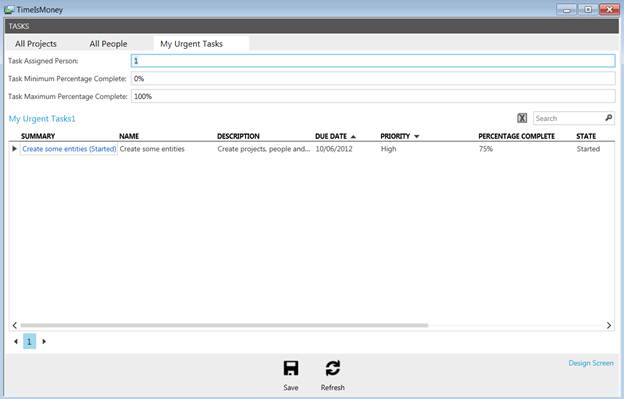 TimeIsMoney
TASKS
All Projects All People My Urgent Tasks
Task Assigned Person: 1
Task Minimum Percentage Complete: 0%
Task Maximum Percentage Complete: 100%
My Urgent Tasks1 Search
SUMMARY NAME DESCRIPTION DUE DATE PRIORITY PERCENTAGE COMPLETE STATE
Create some entities (Started) Create some entities Create projects, people and... 10/06/2012 High 75% Started
1
Design Screen
Save Refresh